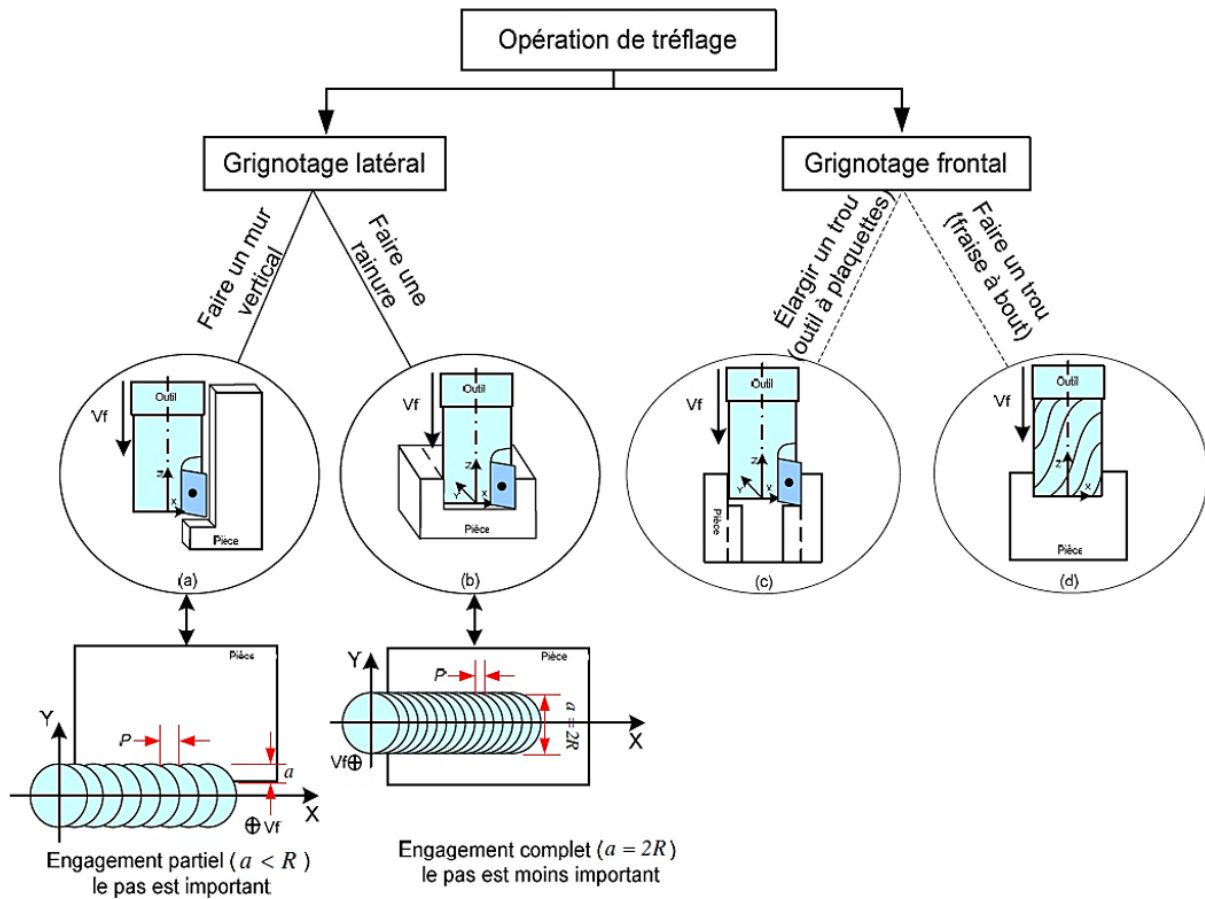 Opération de tréflage
Grignotage latéral
Grignotage frontal
Faire un mur
vertical
Faire une
rainure
Élargir un trou
(outil à plaquettes)
Faire un trou
(fraise à bout)
Outil
Vf
Z
X
Pièce
(a)
Outil
Vf
Z
Y
X
Pièce
(b)
Outil
Vf
Z
Y
X
Pièce
(c)
Outil
Vf
Z
X
Pièce
(d)
Pièce
Y
P
a
X
⊕ Vf
Engagement partiel ( a < R )
le pas est important
Pièce
Y
P
a = 2R
X
Vf⊕
Engagement complet ( a = 2R )
le pas est moins important